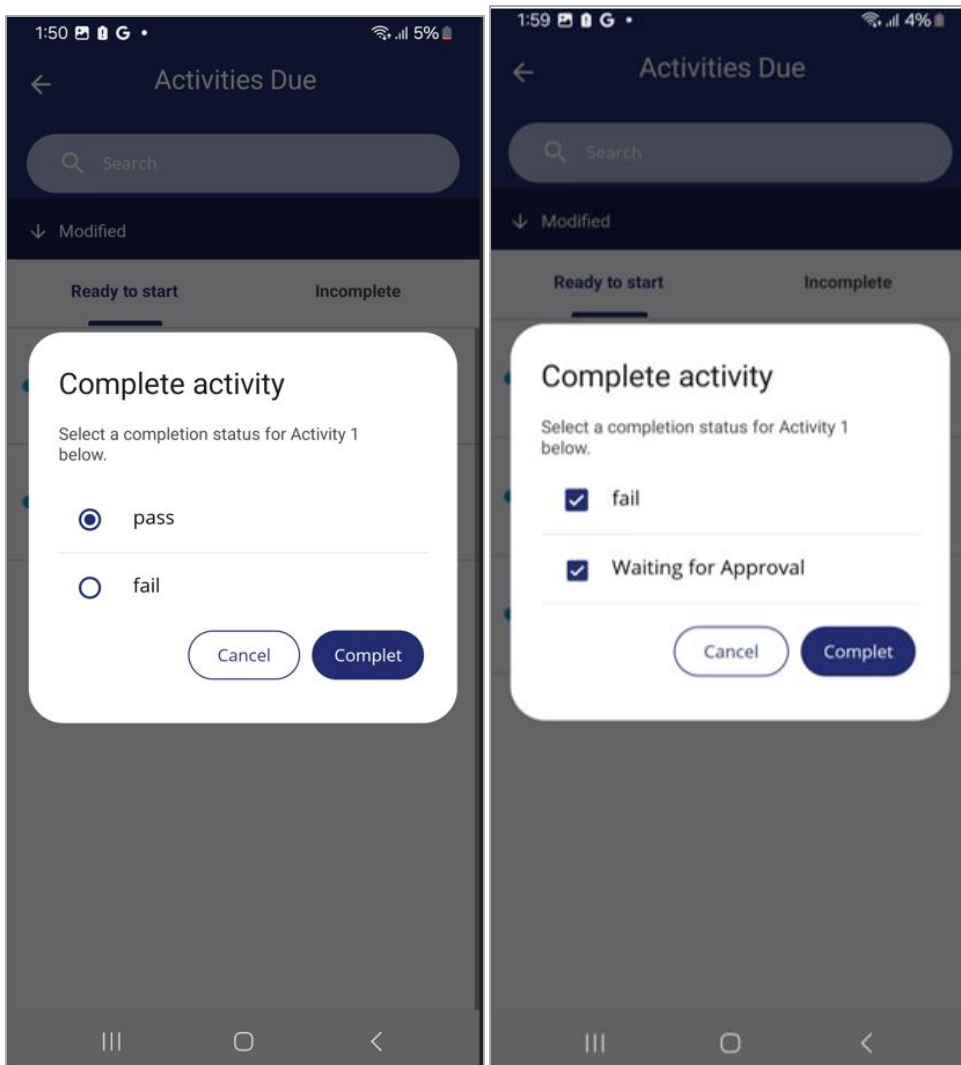 1:50 G
5%
Activities Due
Search
Modified
Ready to start
Incomplete
Complete activity
Select a completion status for Activity 1
below.
pass
fail
Cancel
Complet
1:59 G
4%
Activities Due
Search
Modified
Ready to start
Incomplete
Complete activity
Select a completion status for Activity 1
below.
fail
Waiting for Approval
Cancel
Complet